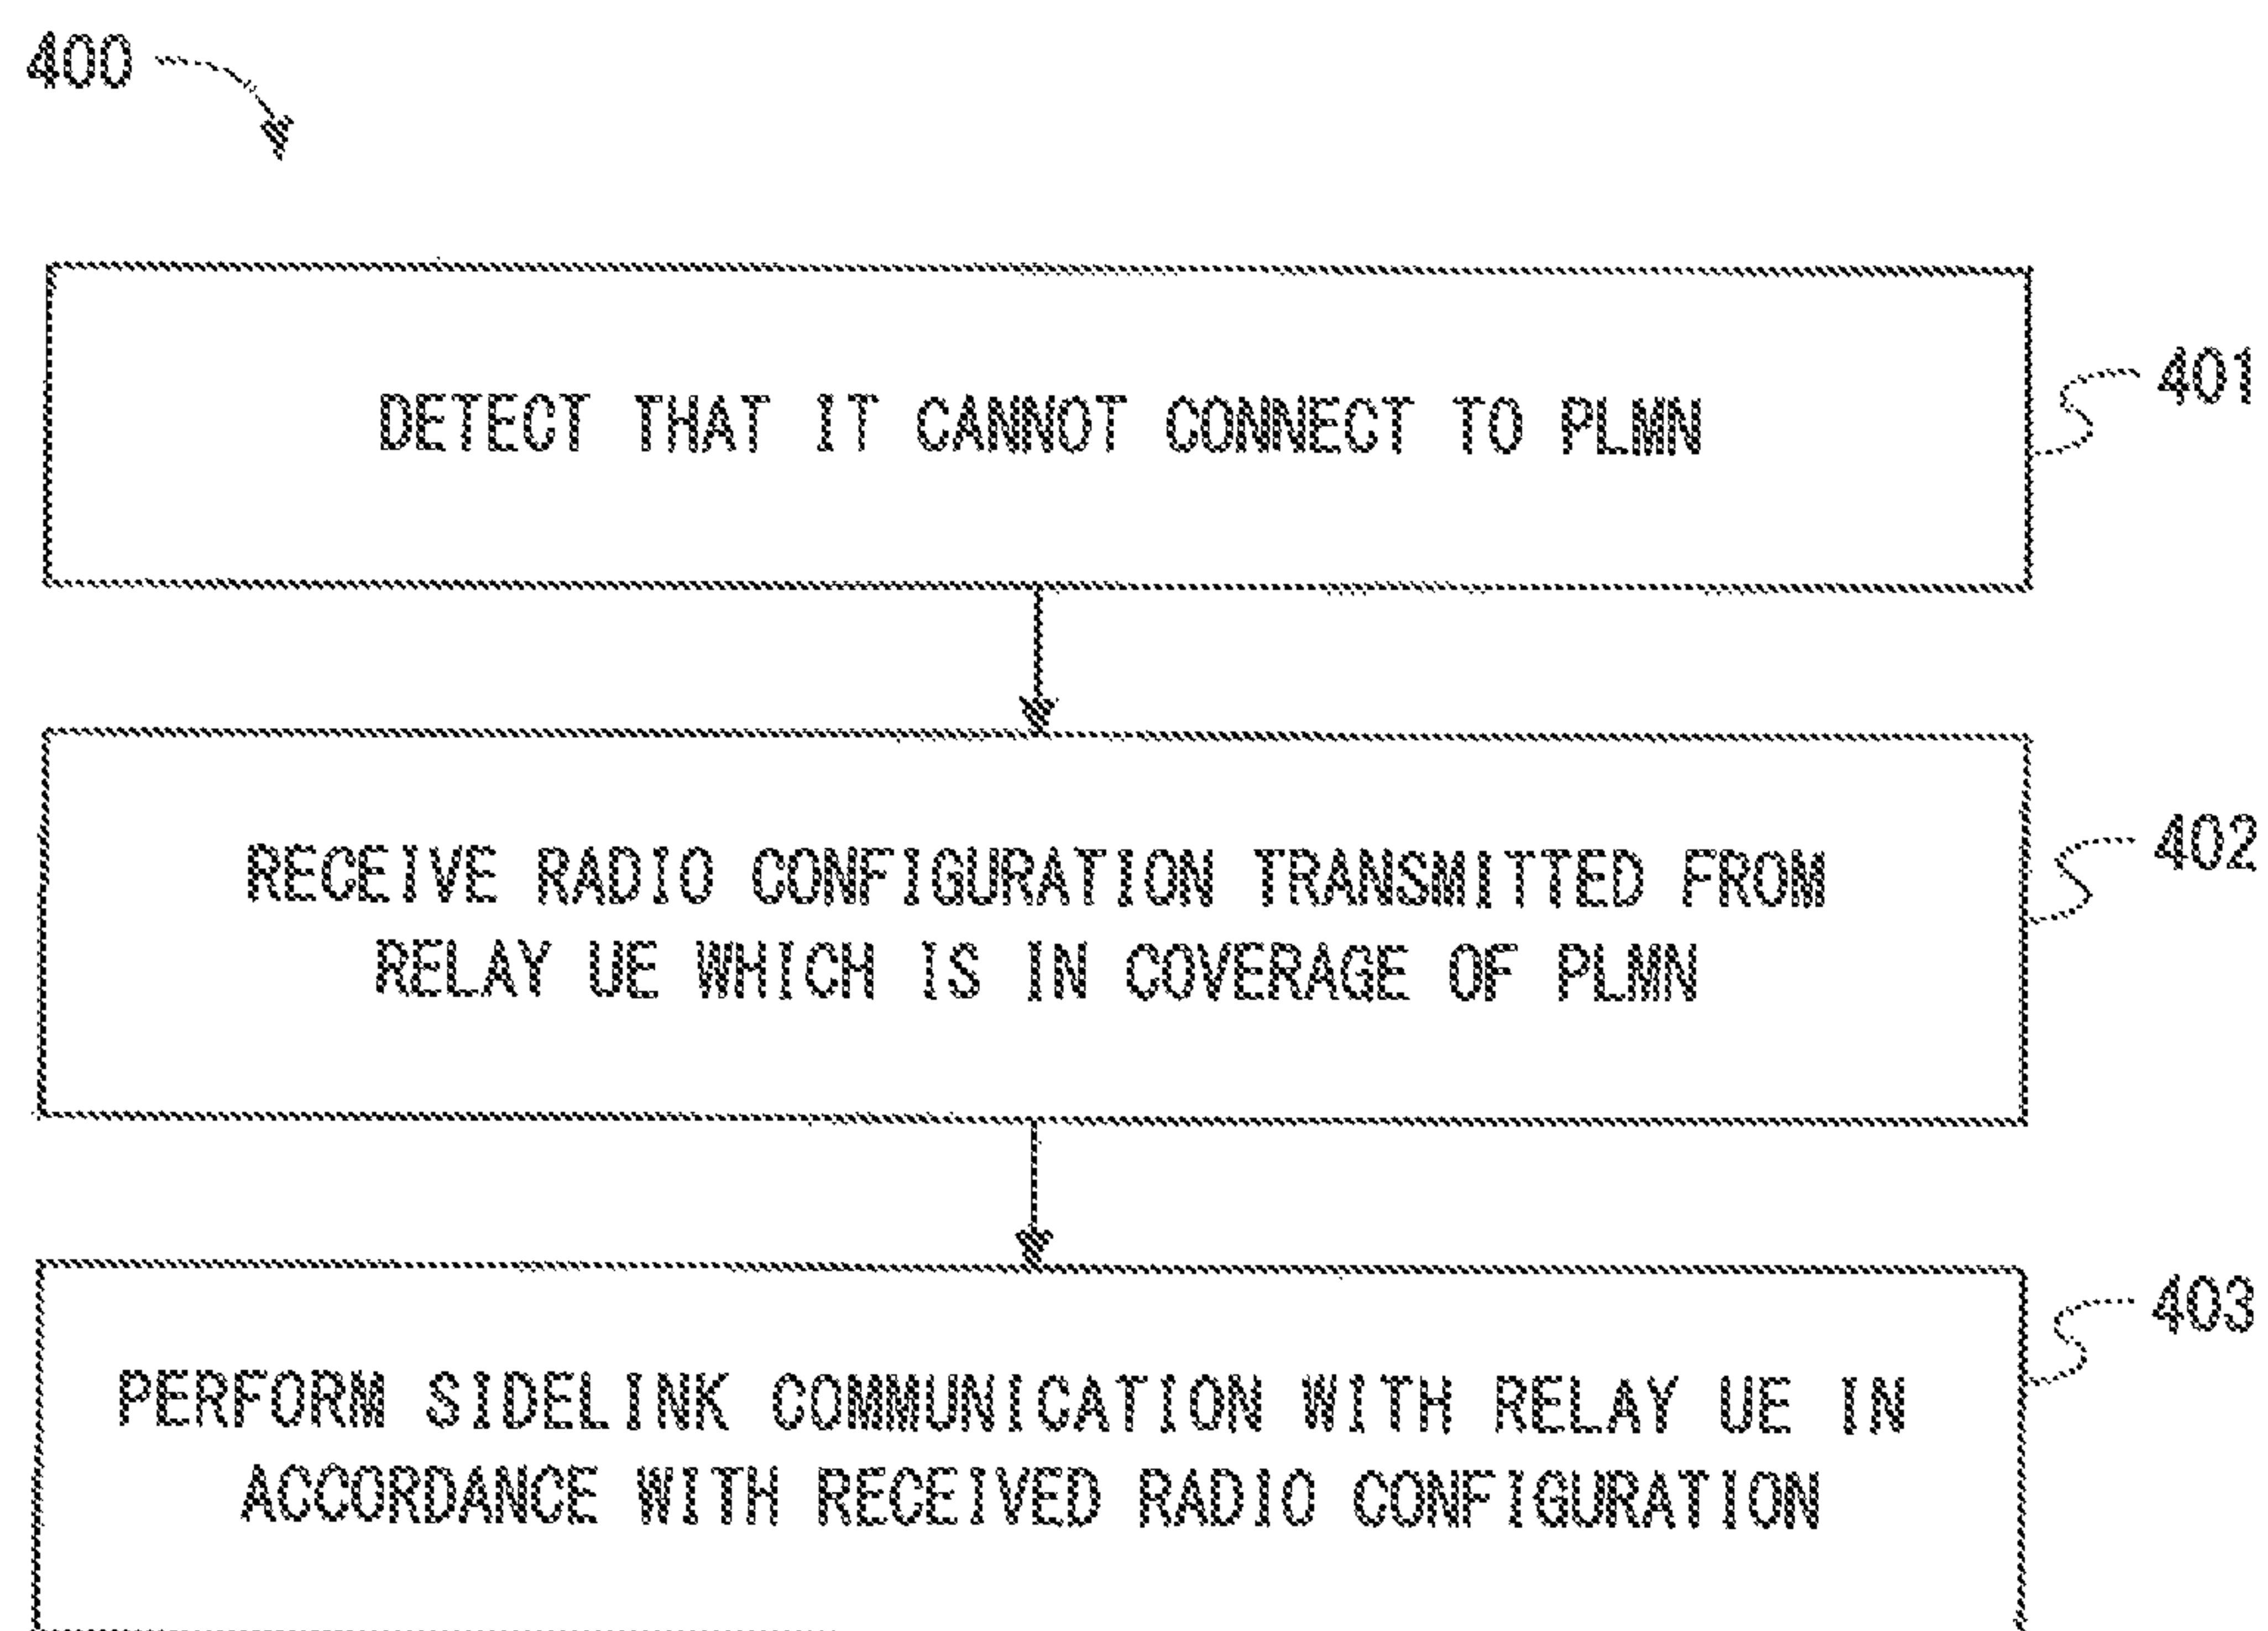 400
DETECT THAT IT CANNOT CONNECT TO PLMN
401
RECEIVE RADIO CONFIGURATION TRANSMITTED FROM
RELAY UE WHICH IS IN COVERAGE OF PLMN
402
PERFORM SIDELINK COMMUNICATION WITH RELAY UE IN
ACCORDANCE WITH RECEIVED RADIO CONFIGURATION
403